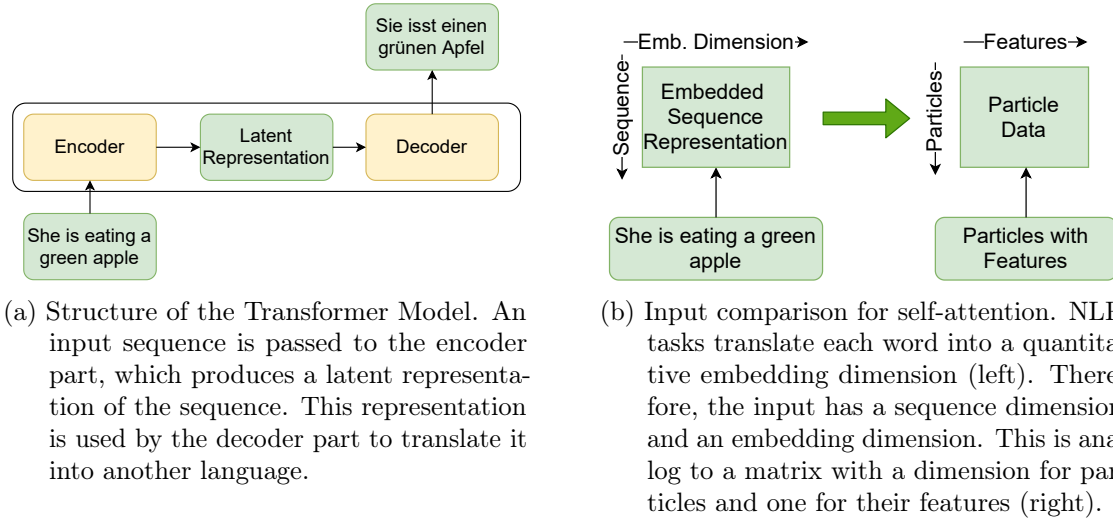 Sie isst einen
grünen Apfel
Encoder
Latent
Representation
Decoder
She is eating a
green apple
(a) Structure of the Transformer Model. An
input sequence is passed to the encoder
part, which produces a latent representa-
tion of the sequence. This representation
is used by the decoder part to translate it
into another language.
Emb. Dimension
Sequence
Embedded
Sequence
Representation
She is eating a green
apple
Features
Particles
Particle
Data
Particles with
Features
(b) Input comparison for self-attention. NLP
tasks translate each word into a quantita-
tive embedding dimension (left). There-
fore, the input has a sequence dimension
and an embedding dimension. This is ana-
log to a matrix with a dimension for par-
ticles and one for their features (right).